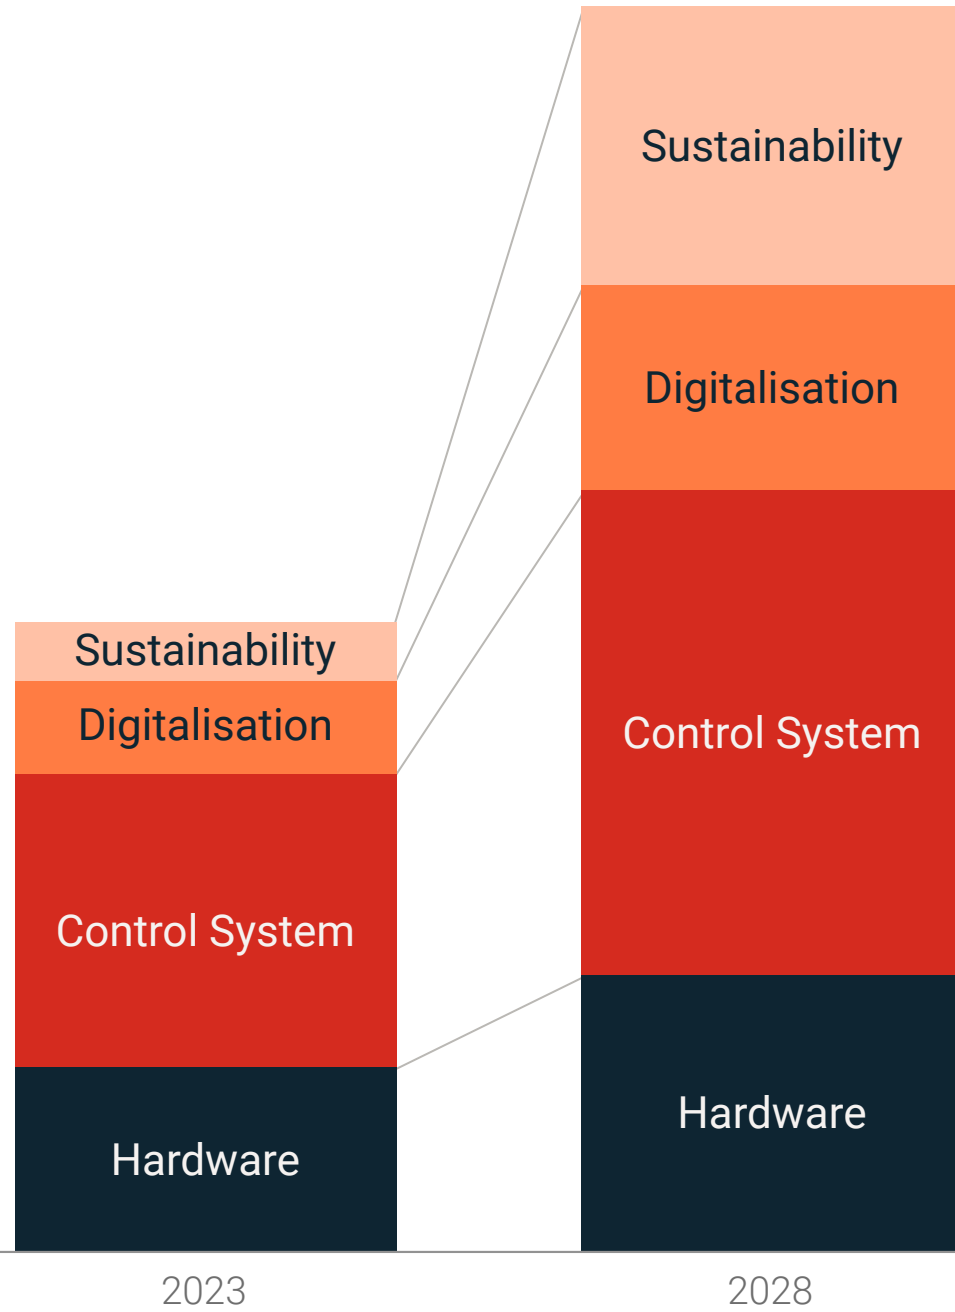 Sustainability
Digitalisation
Control System
Hardware
Sustainability
Digitalisation
Control System
Hardware
2023
2028